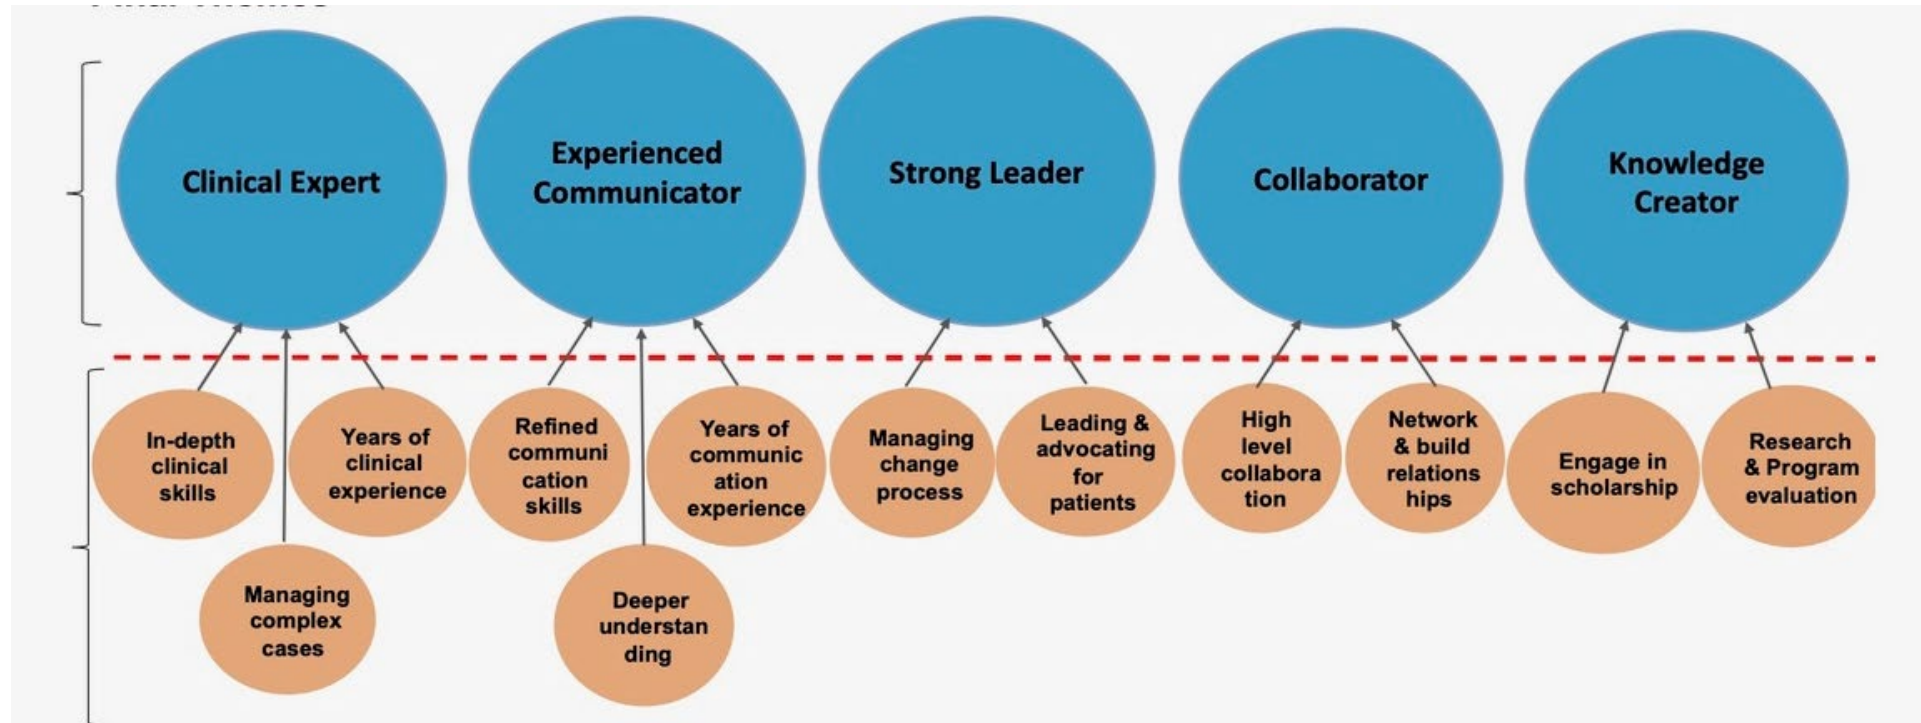 Clinical Expert
Experienced
Communicator
Strong Leader
Collaborator
Knowledge
Creator
In-depth
clinical
skills
Years of
clinical
experience
Refined
communi
cation
skills
Years of
communic
ation
experience
Managing
change
process
Leading &
advocating
for
patients
High
level
collabora
tion
Network
& build
relations
hips
Engage in
scholarship
Research
& Program
evaluation
Managing
complex
cases
Deeper
understan
ding